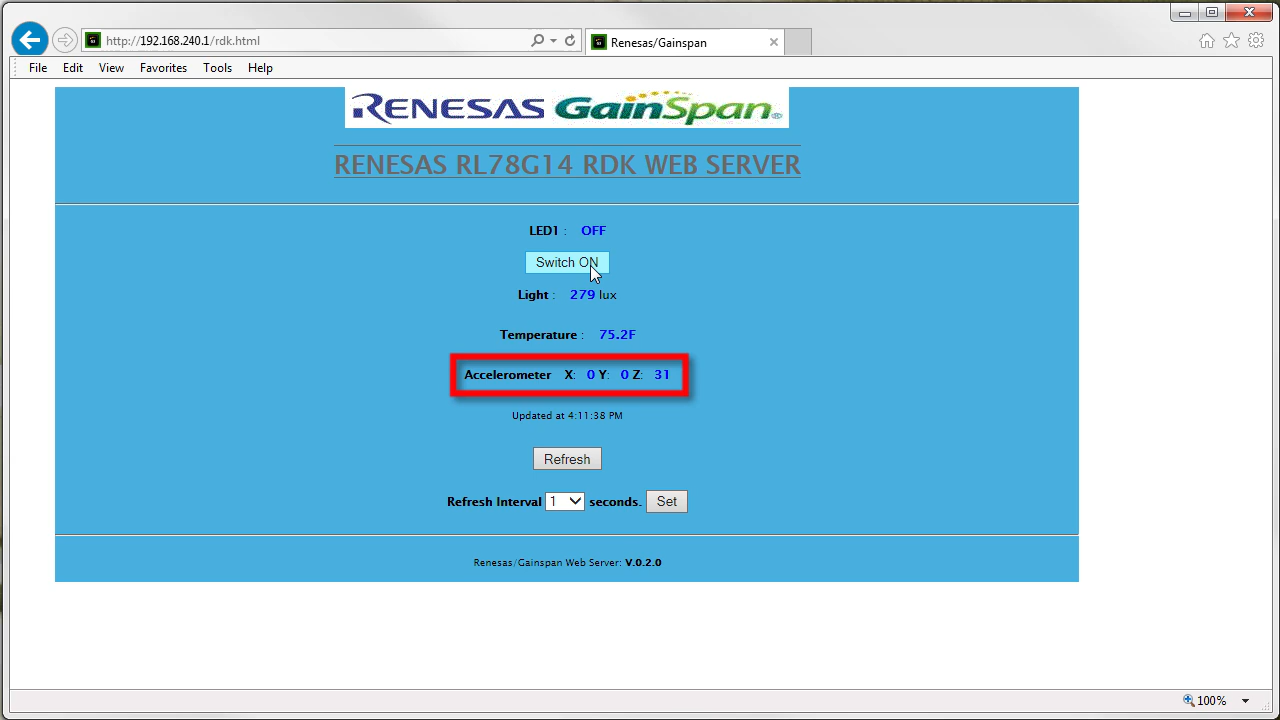 http://192.168.240.1/rdk.html
Renesas/Gainspan
File Edit View Favorites Tools Help
RENESAS GainSpan®
RENESAS RL78G14 RDK WEB SERVER
LED1 : OFF
Switch ON
Light : 279 lux
Temperature : 75.2F
Accelerometer X: 0 Y: 0 Z: 31
Updated at 4:11:38 PM
Refresh
Refresh Interval 1 seconds. Set
Renesas/Gainspan Web Server: V.0.2.0
100%